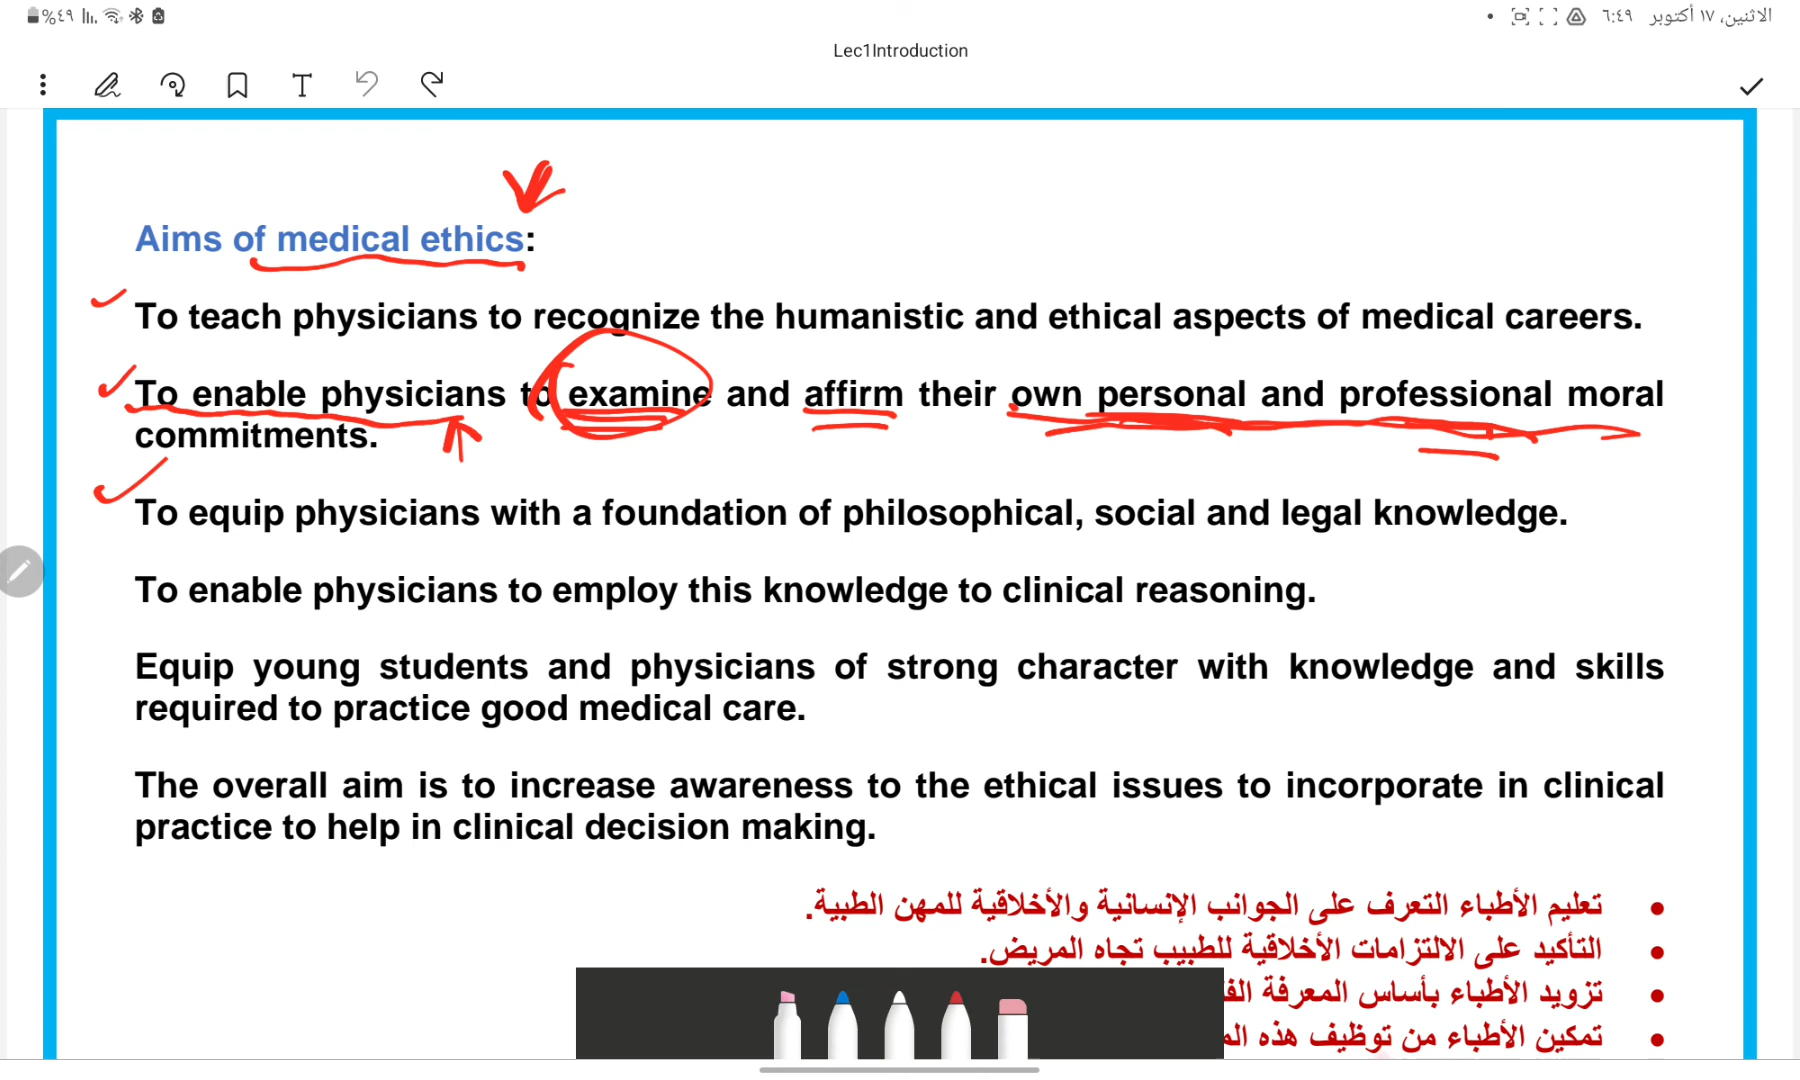 %٤٩
الاثنين، ١٧ أكتوبر ٦:٤٩
Lec1Introduction
Aims of medical ethics:
To teach physicians to recognize the humanistic and ethical aspects of medical careers.
To enable physicians to examine and affirm their own personal and professional moral
commitments.
To equip physicians with a foundation of philosophical, social and legal knowledge.
To enable physicians to employ this knowledge to clinical reasoning.
Equip young students and physicians of strong character with knowledge and skills
required to practice good medical care.
The overall aim is to increase awareness to the ethical issues to incorporate in clinical
practice to help in clinical decision making.
• تعليم الأطباء التعرف على الجوانب الإنسانية والأخلاقية للمهن الطبية.
• التأكيد على الالتزامات الأخلاقية للطبيب تجاه المريض.
• تزويد الأطباء بأساس المعرفة
• تمكين الأطباء من توظيف هذه